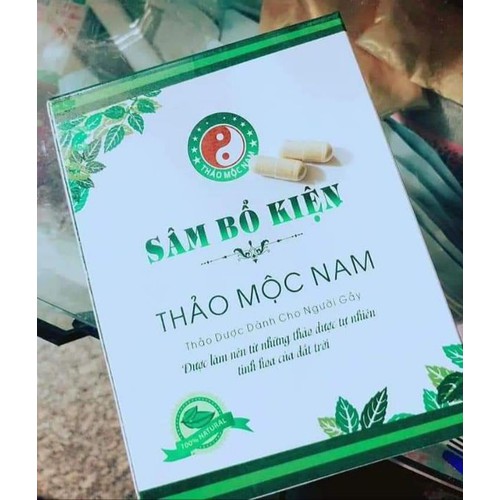 THẢO MỘC NAM
SÂM BỔ KIỆN
THẢO MỘC NAM
Thảo Dược Dành Cho Người Gầy
Được làm nên từ những thảo dược tự nhiên
tinh hoa của đất trời
100% NATURAL